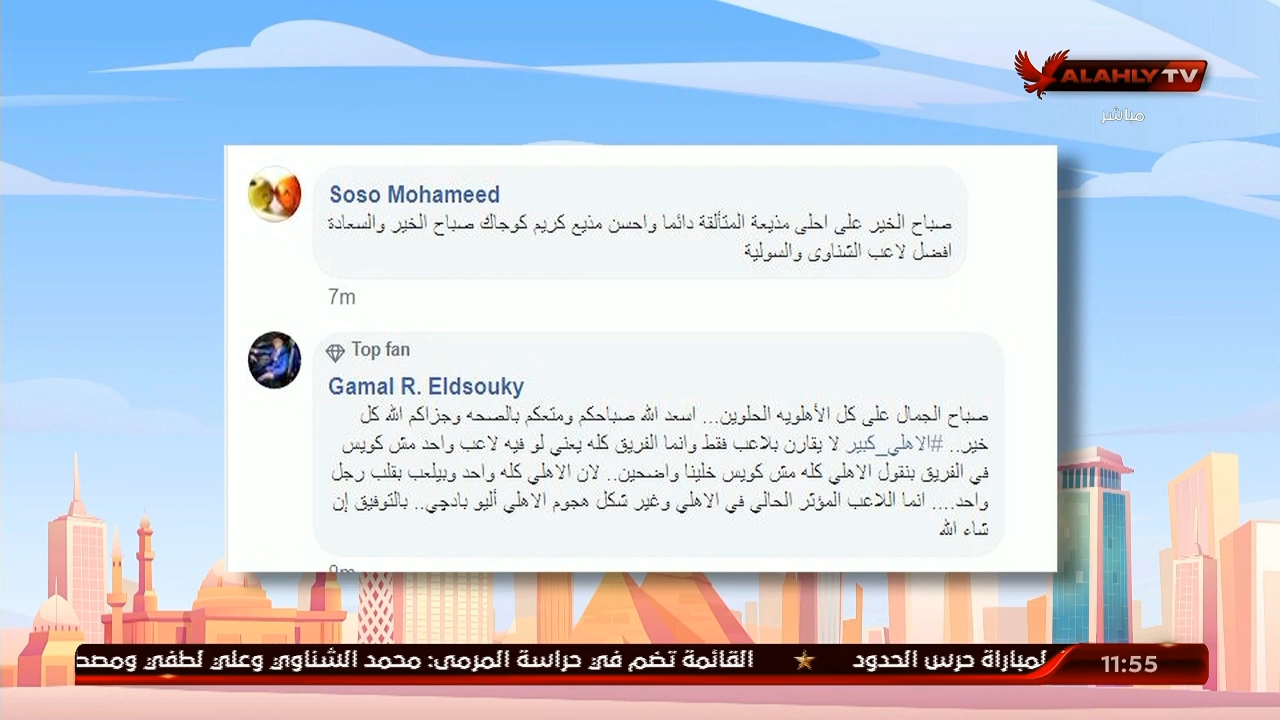 ALAHLY TV
مباشر
Soso Mohameed
صباح الخير على احلى مذيعة المتألقة دائما واحسن مذيع كريم كوجاك صباح الخير والسعادة
افضل لاعب الشناوى والسولية
7m
Top fan
Gamal R. Eldsouky
صباح الجمال على كل الأهلويه الحلوين... اسعد الله صباحكم ومتعكم بالصحه وجزاكم الله كل
خير.. #الاهلي_كبير لا يقارن بلاعب فقط وانما الفريق كله يعني لو فيه لاعب واحد مش كويس
في الفريق بنقول الاهلي كله مش كويس خلينا واضحين.. لان الاهلي كله واحد وبيلعب بقلب رجل
واحد.... انما اللاعب المؤثر الحالي في الاهلي وغير شكل هجوم الاهلي أليو بادجي.. بالتوفيق إن
شاء الله
لمباراة حرس الحدود ★ القائمة تضم في حراسة المرمى: محمد الشناوي وعلي لطفي ومصط
11:55